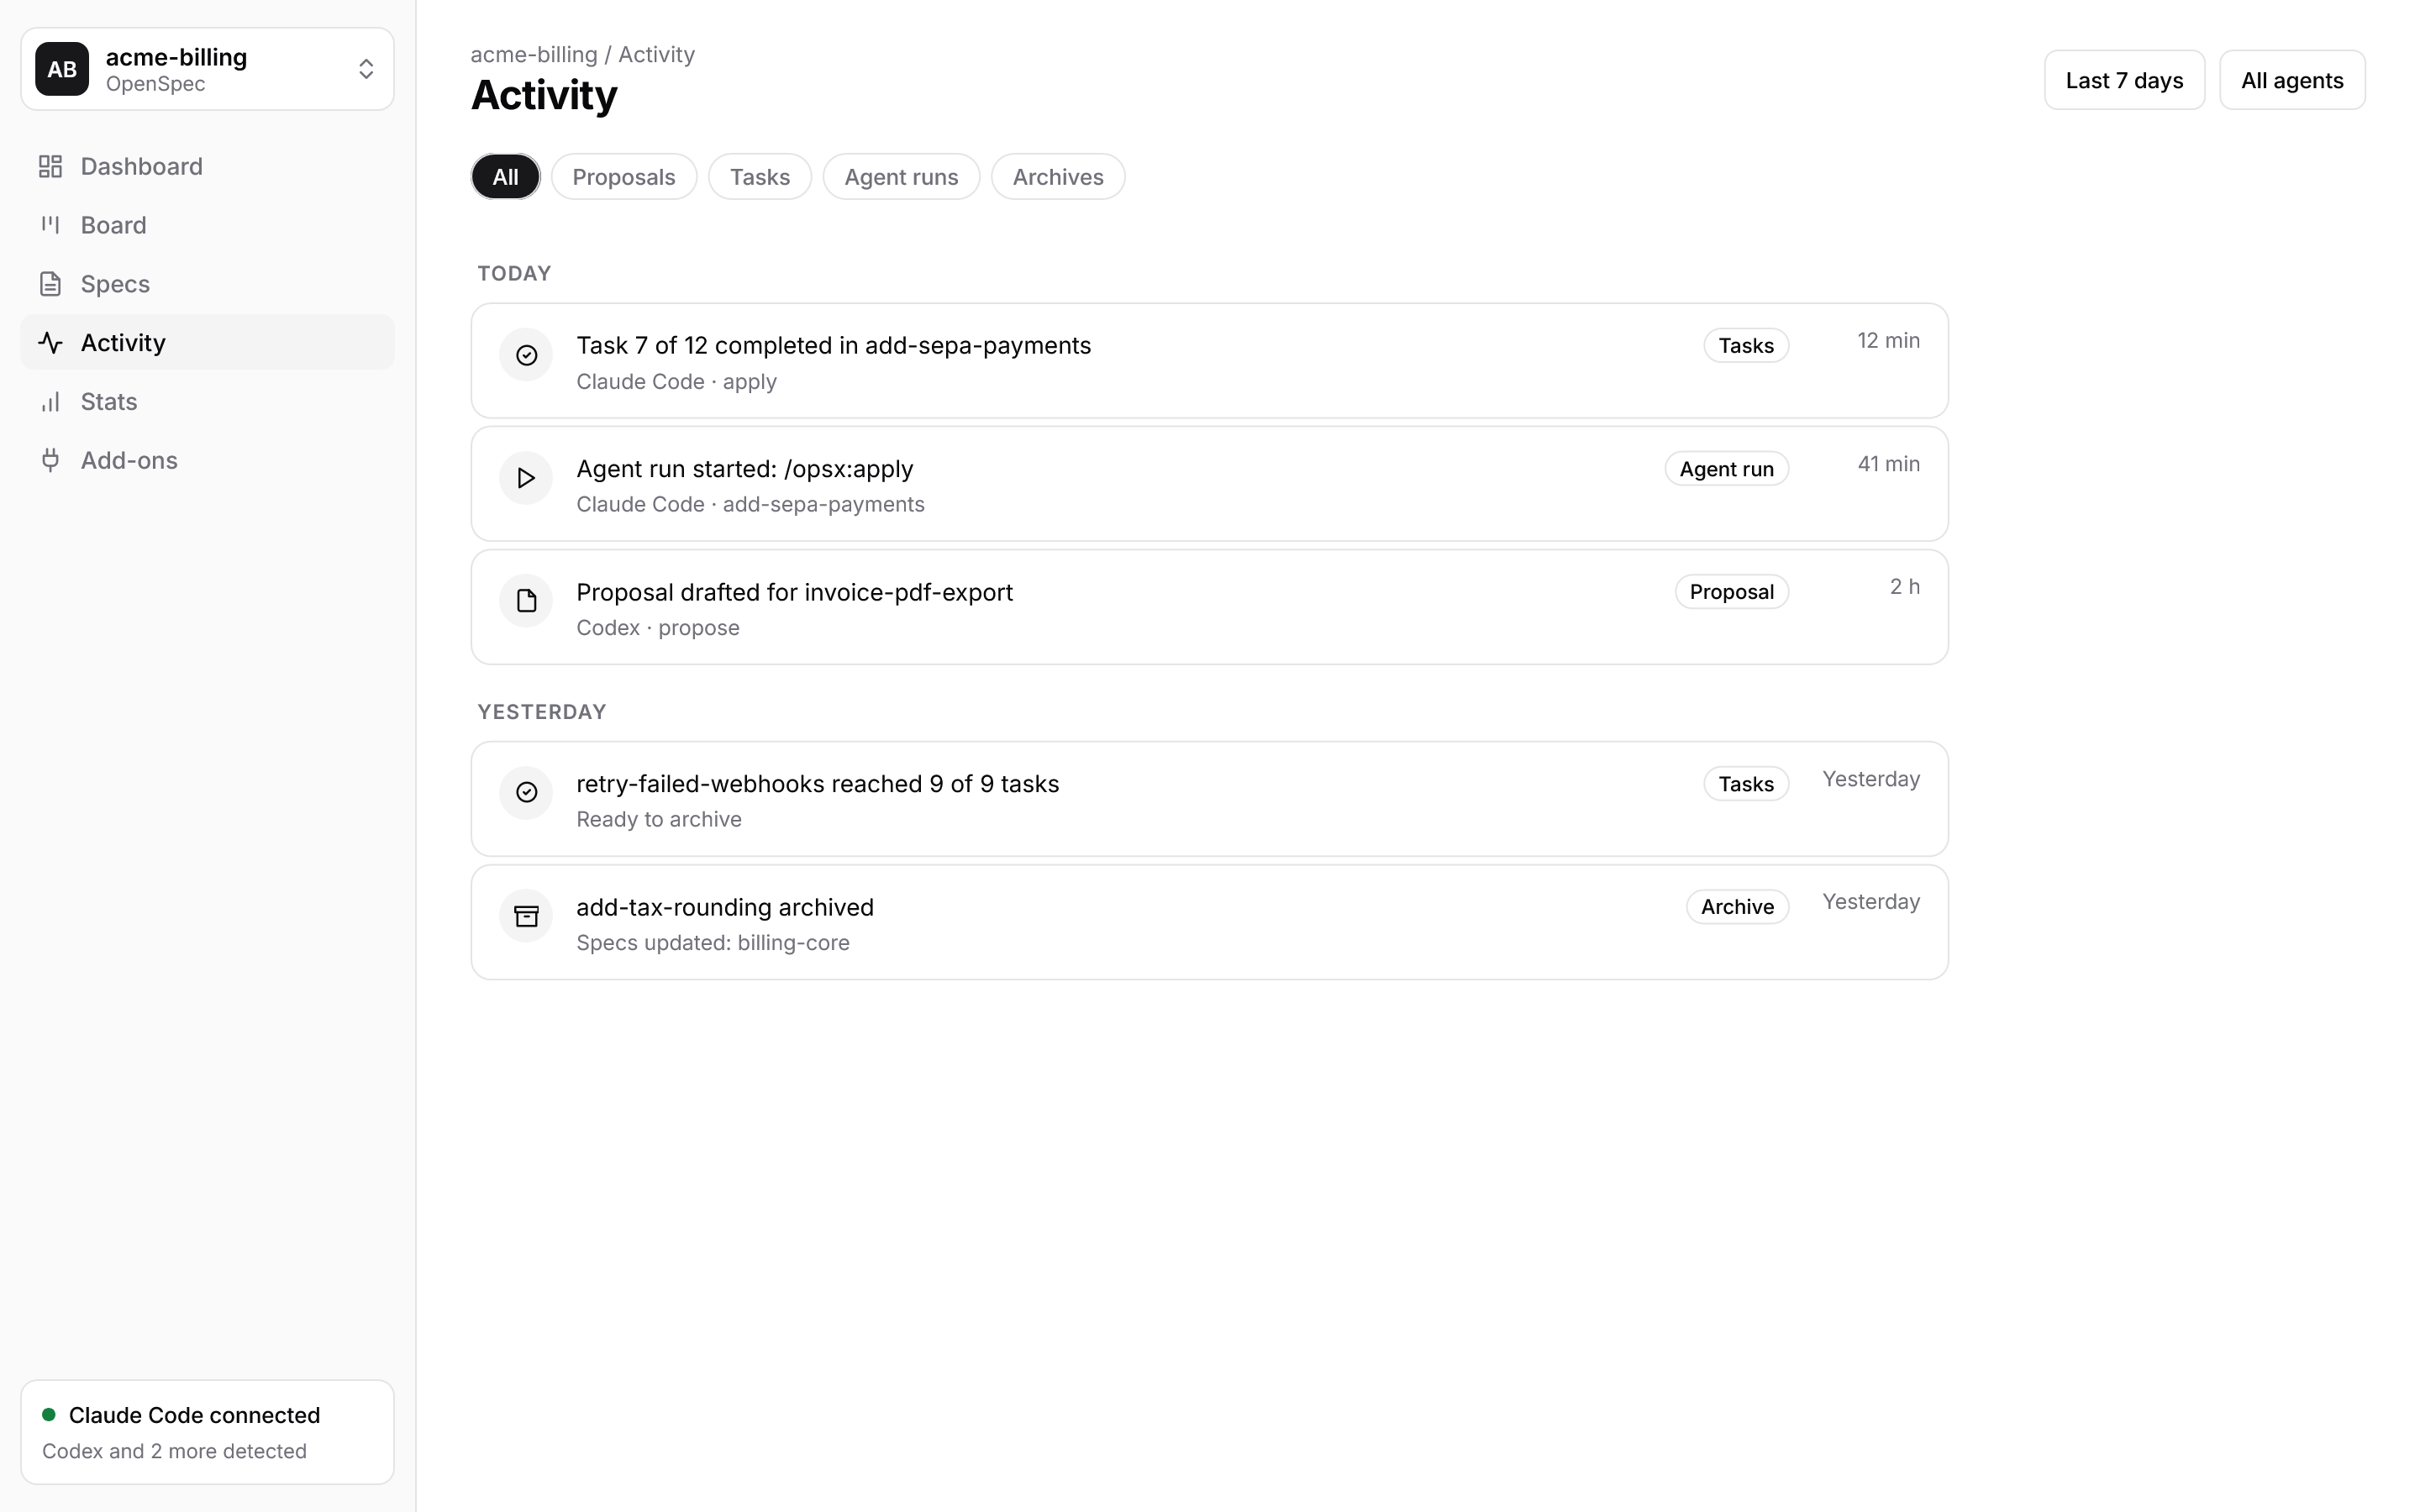 AB
acme-billing
OpenSpec
Dashboard
Board
Specs
Activity
Stats
Add-ons
Claude Code connected
Codex and 2 more detected
acme-billing / Activity
Activity
Last 7 days
All agents
All
Proposals
Tasks
Agent runs
Archives
TODAY
Task 7 of 12 completed in add-sepa-payments
Claude Code · apply
Tasks
12 min
Agent run started: /opsx:apply
Claude Code · add-sepa-payments
Agent run
41 min
Proposal drafted for invoice-pdf-export
Codex · propose
Proposal
2 h
YESTERDAY
retry-failed-webhooks reached 9 of 9 tasks
Ready to archive
Tasks
Yesterday
add-tax-rounding archived
Specs updated: billing-core
Archive
Yesterday